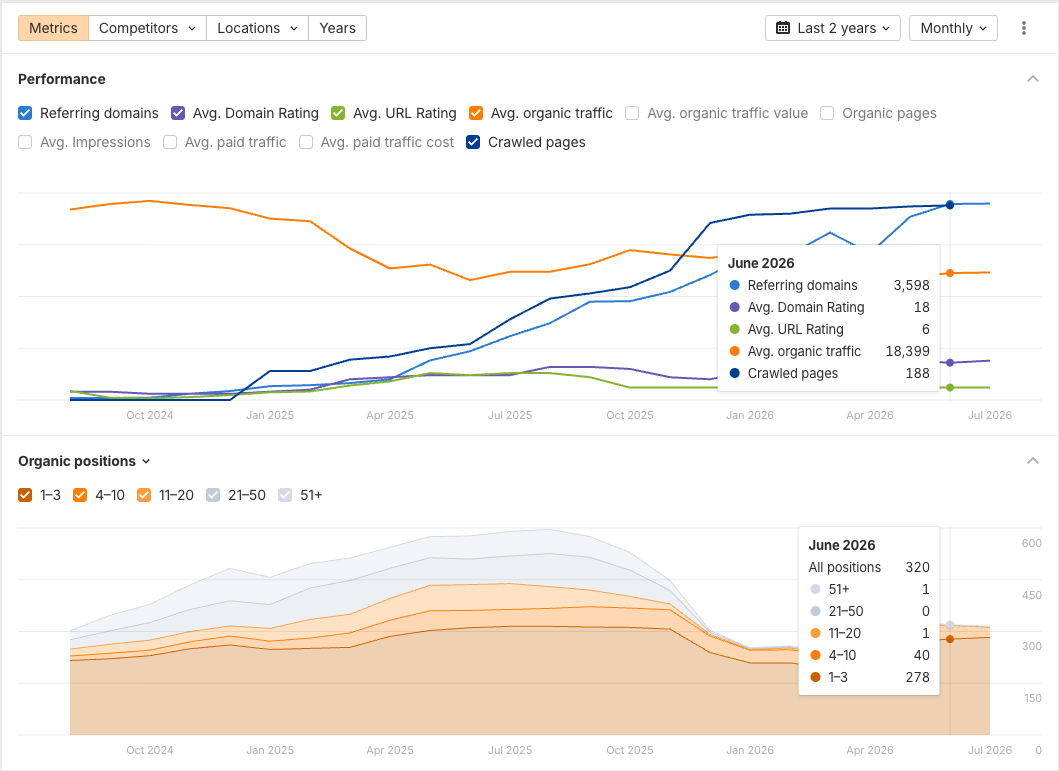 Metrics Competitors Locations Years Last 2 years Monthly
Performance
Referring domains Avg. Domain Rating Avg. URL Rating Avg. organic traffic Avg. organic traffic value Organic pages
Avg. Impressions Avg. paid traffic Avg. paid traffic cost Crawled pages
June 2026
Referring domains 3,598
Avg. Domain Rating 18
Avg. URL Rating 6
Avg. organic traffic 18,399
Crawled pages 188
Oct 2024 Jan 2025 Apr 2025 Jul 2025 Oct 2025 Jan 2026 Apr 2026 Jul 2026
Organic positions
1–3 4–10 11–20 21–50 51+
June 2026
All positions 320
51+ 1
21–50 0
11–20 1
4–10 40
1–3 278
600
450
300
150
Oct 2024 Jan 2025 Apr 2025 Jul 2025 Oct 2025 Jan 2026 Apr 2026 Jul 2026 0